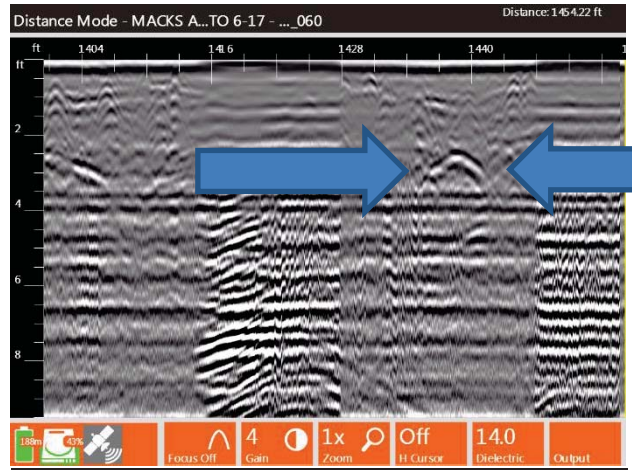 Distance Mode - MACKS A...TO 6-17 - ..._060
Distance: 1454.22 ft
ft 1404 1416 1428 1440 1
ft
2
4
6
8
188m
43%
Focus Off
4
Gain
1x
Zoom
Off
H Cursor
14.0
Dielectric
Output